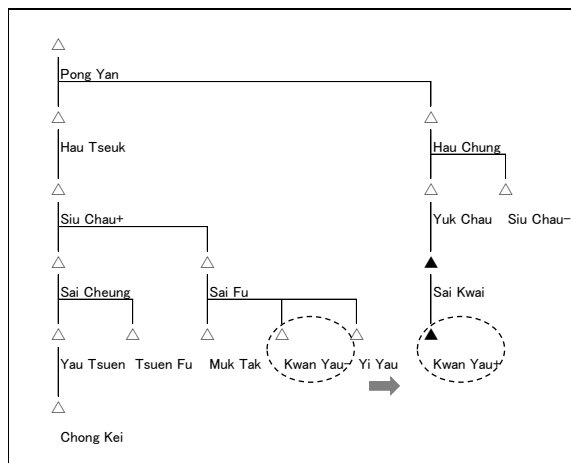 Pong Yan
Hau Tseuk Hau Chung
Siu Chau+ Yuk Chau Siu Chau-
Sai Cheung Sai Fu Sai Kwai
Yau Tsuen Tsuen Fu Muk Tak Kwan Yau- Yi Yau Kwan Yau+
Chong Kei